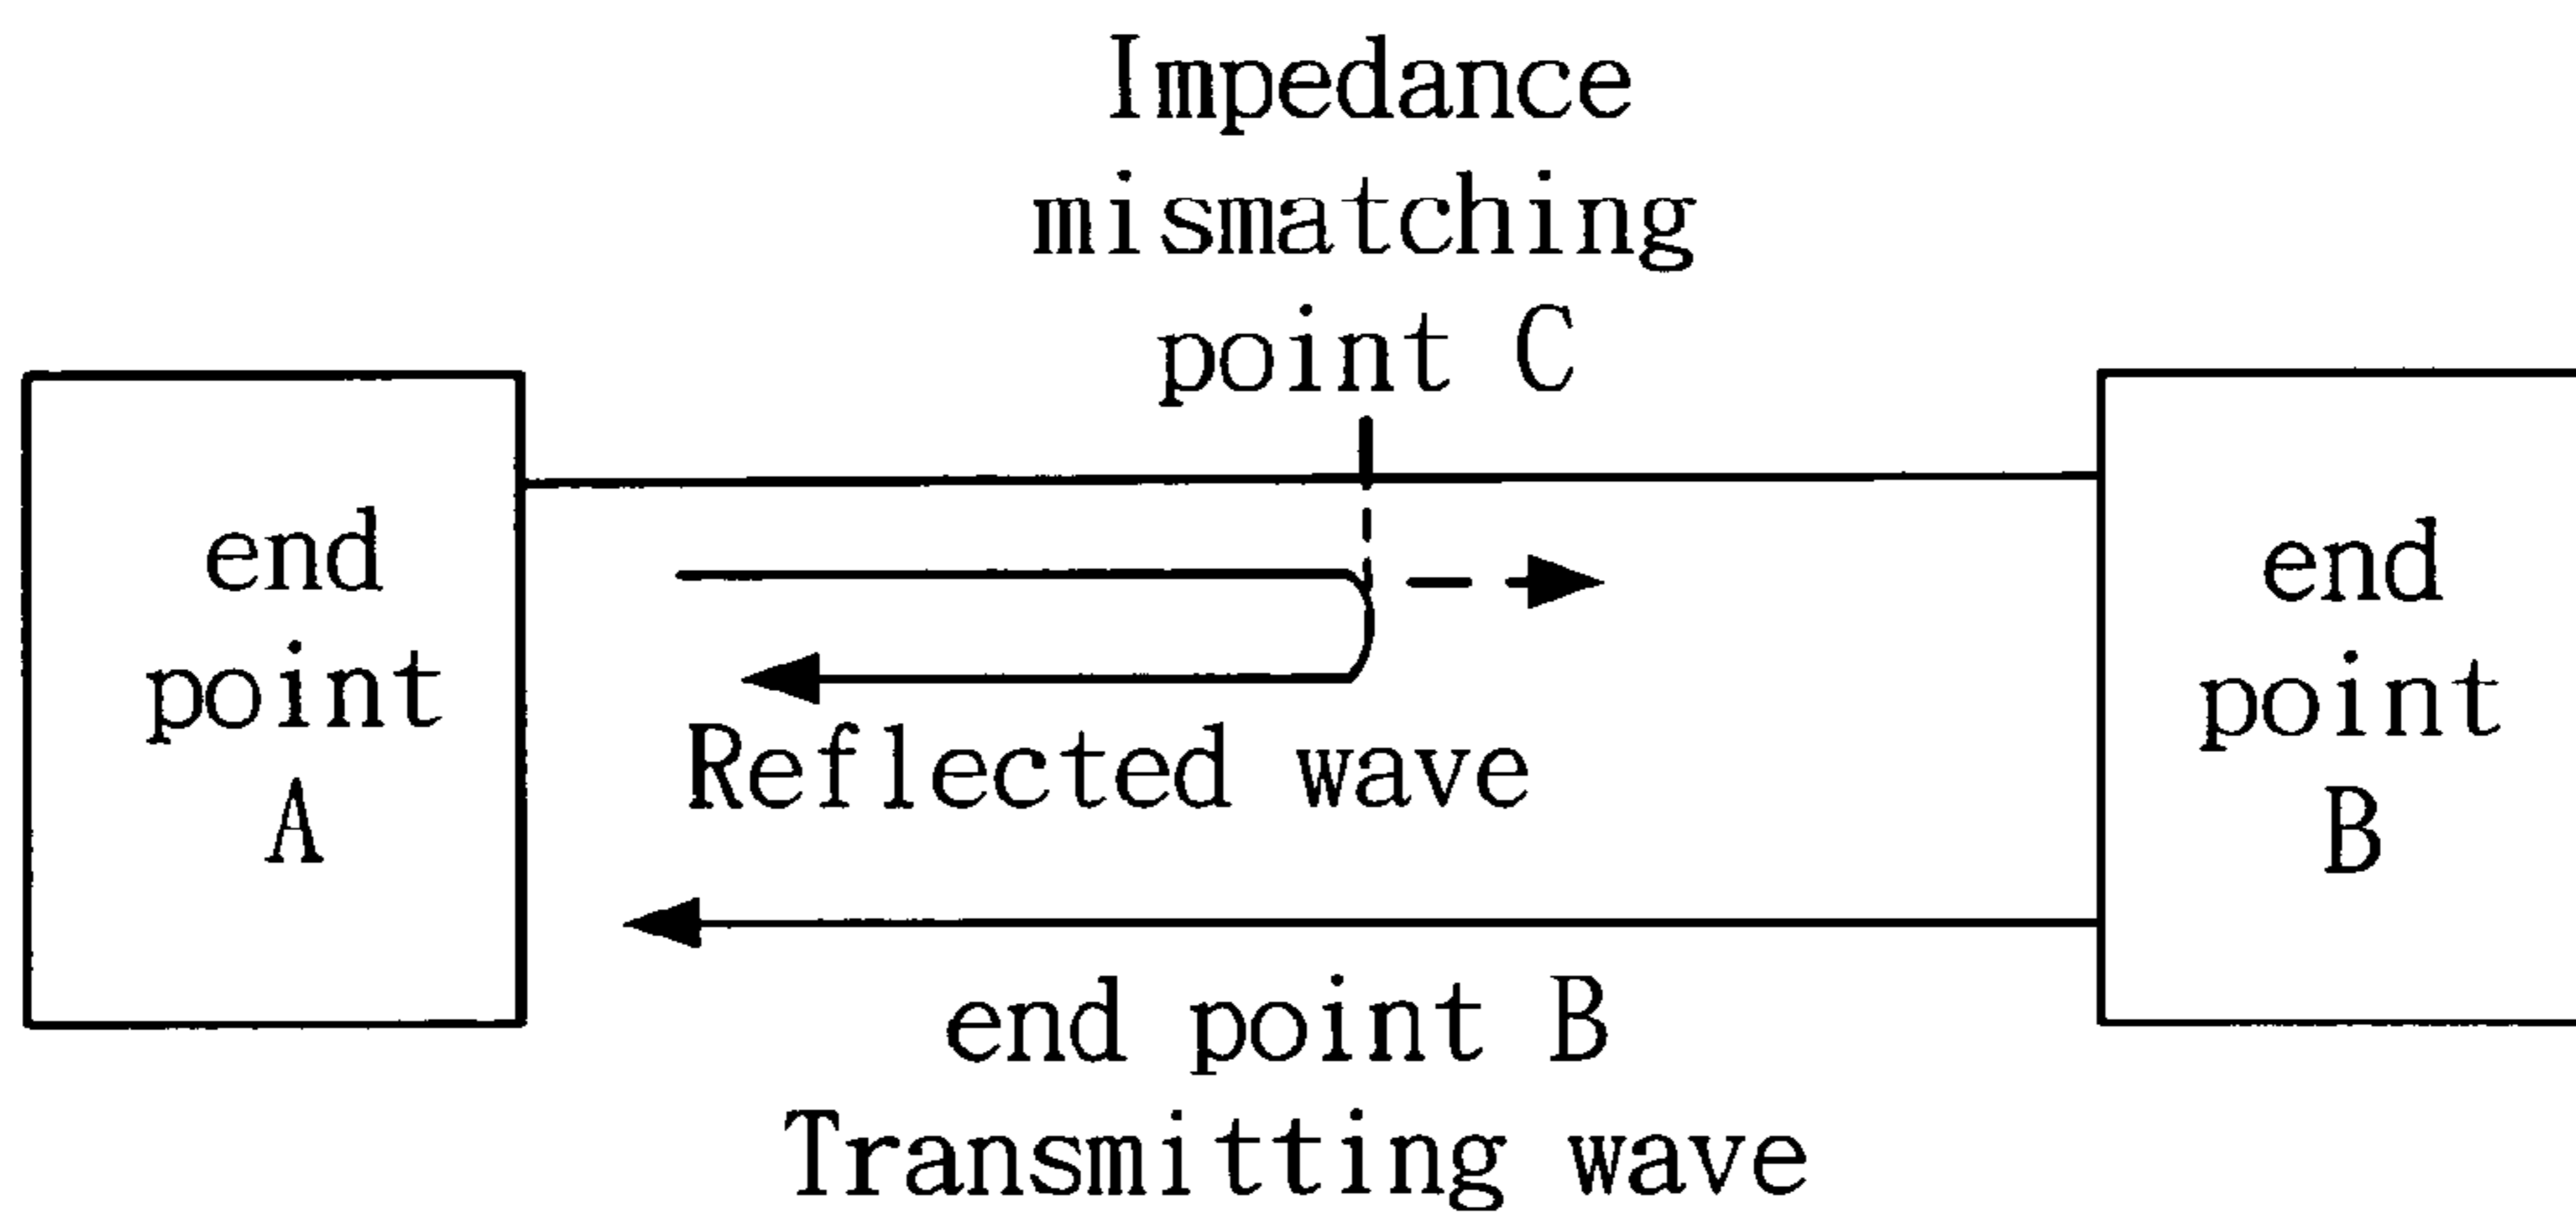 Impedance
mismatching
point C
end
point
A
end
point
B
Reflected wave
end point B
Transmitting wave